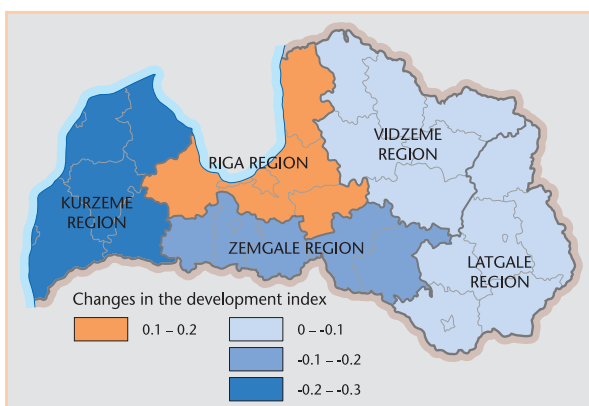 VIDZEME
REGION
RIGA REGION
KURZEME
REGION
ZEMGALE REGION
LATGALE
REGION
Changes in the development index
0.1 – 0.2
0 – -0.1
-0.1 – -0.2
-0.2 – -0.3